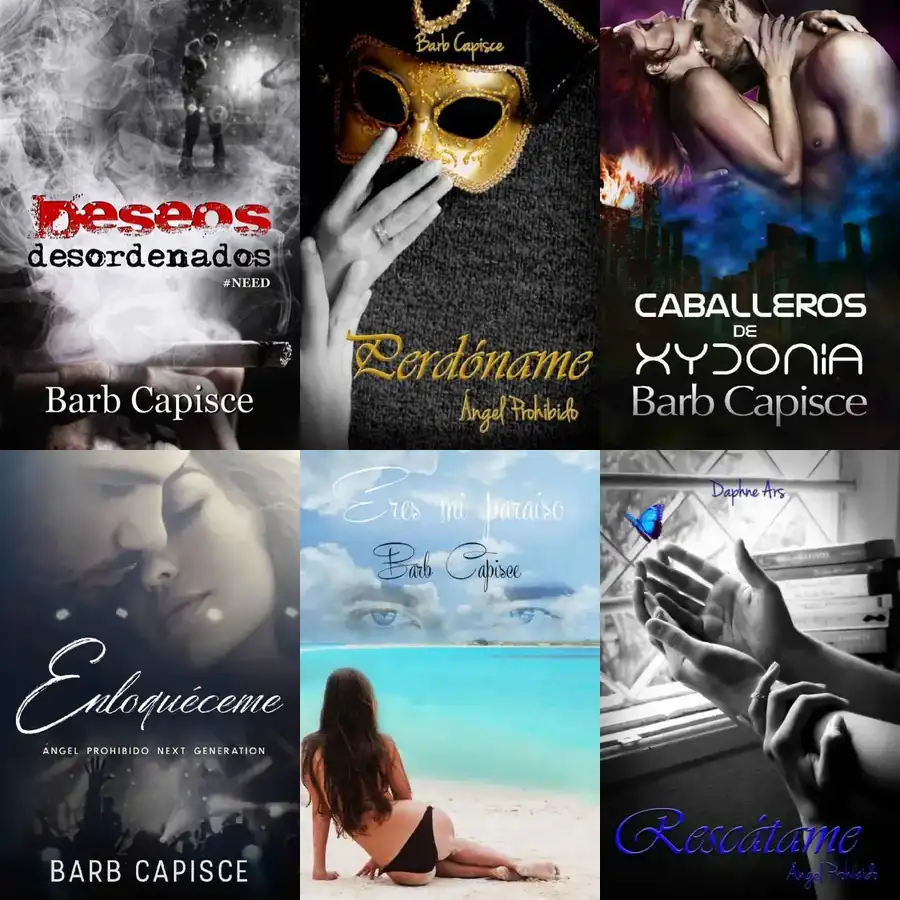 Deseos
desordenados
#NEED
Barb Capisce
Barb Capisce
Perdóname
Ángel Prohibido
CABALLEROS
DE
XYDONIA
Barb Capisce
Enloquéceme
ÁNGEL PROHIBIDO NEXT GENERATION
BARB CAPISCE
Eres mi paraíso
Barb Capisce
Daphne Ars
Rescátame
Ángel Prohibido